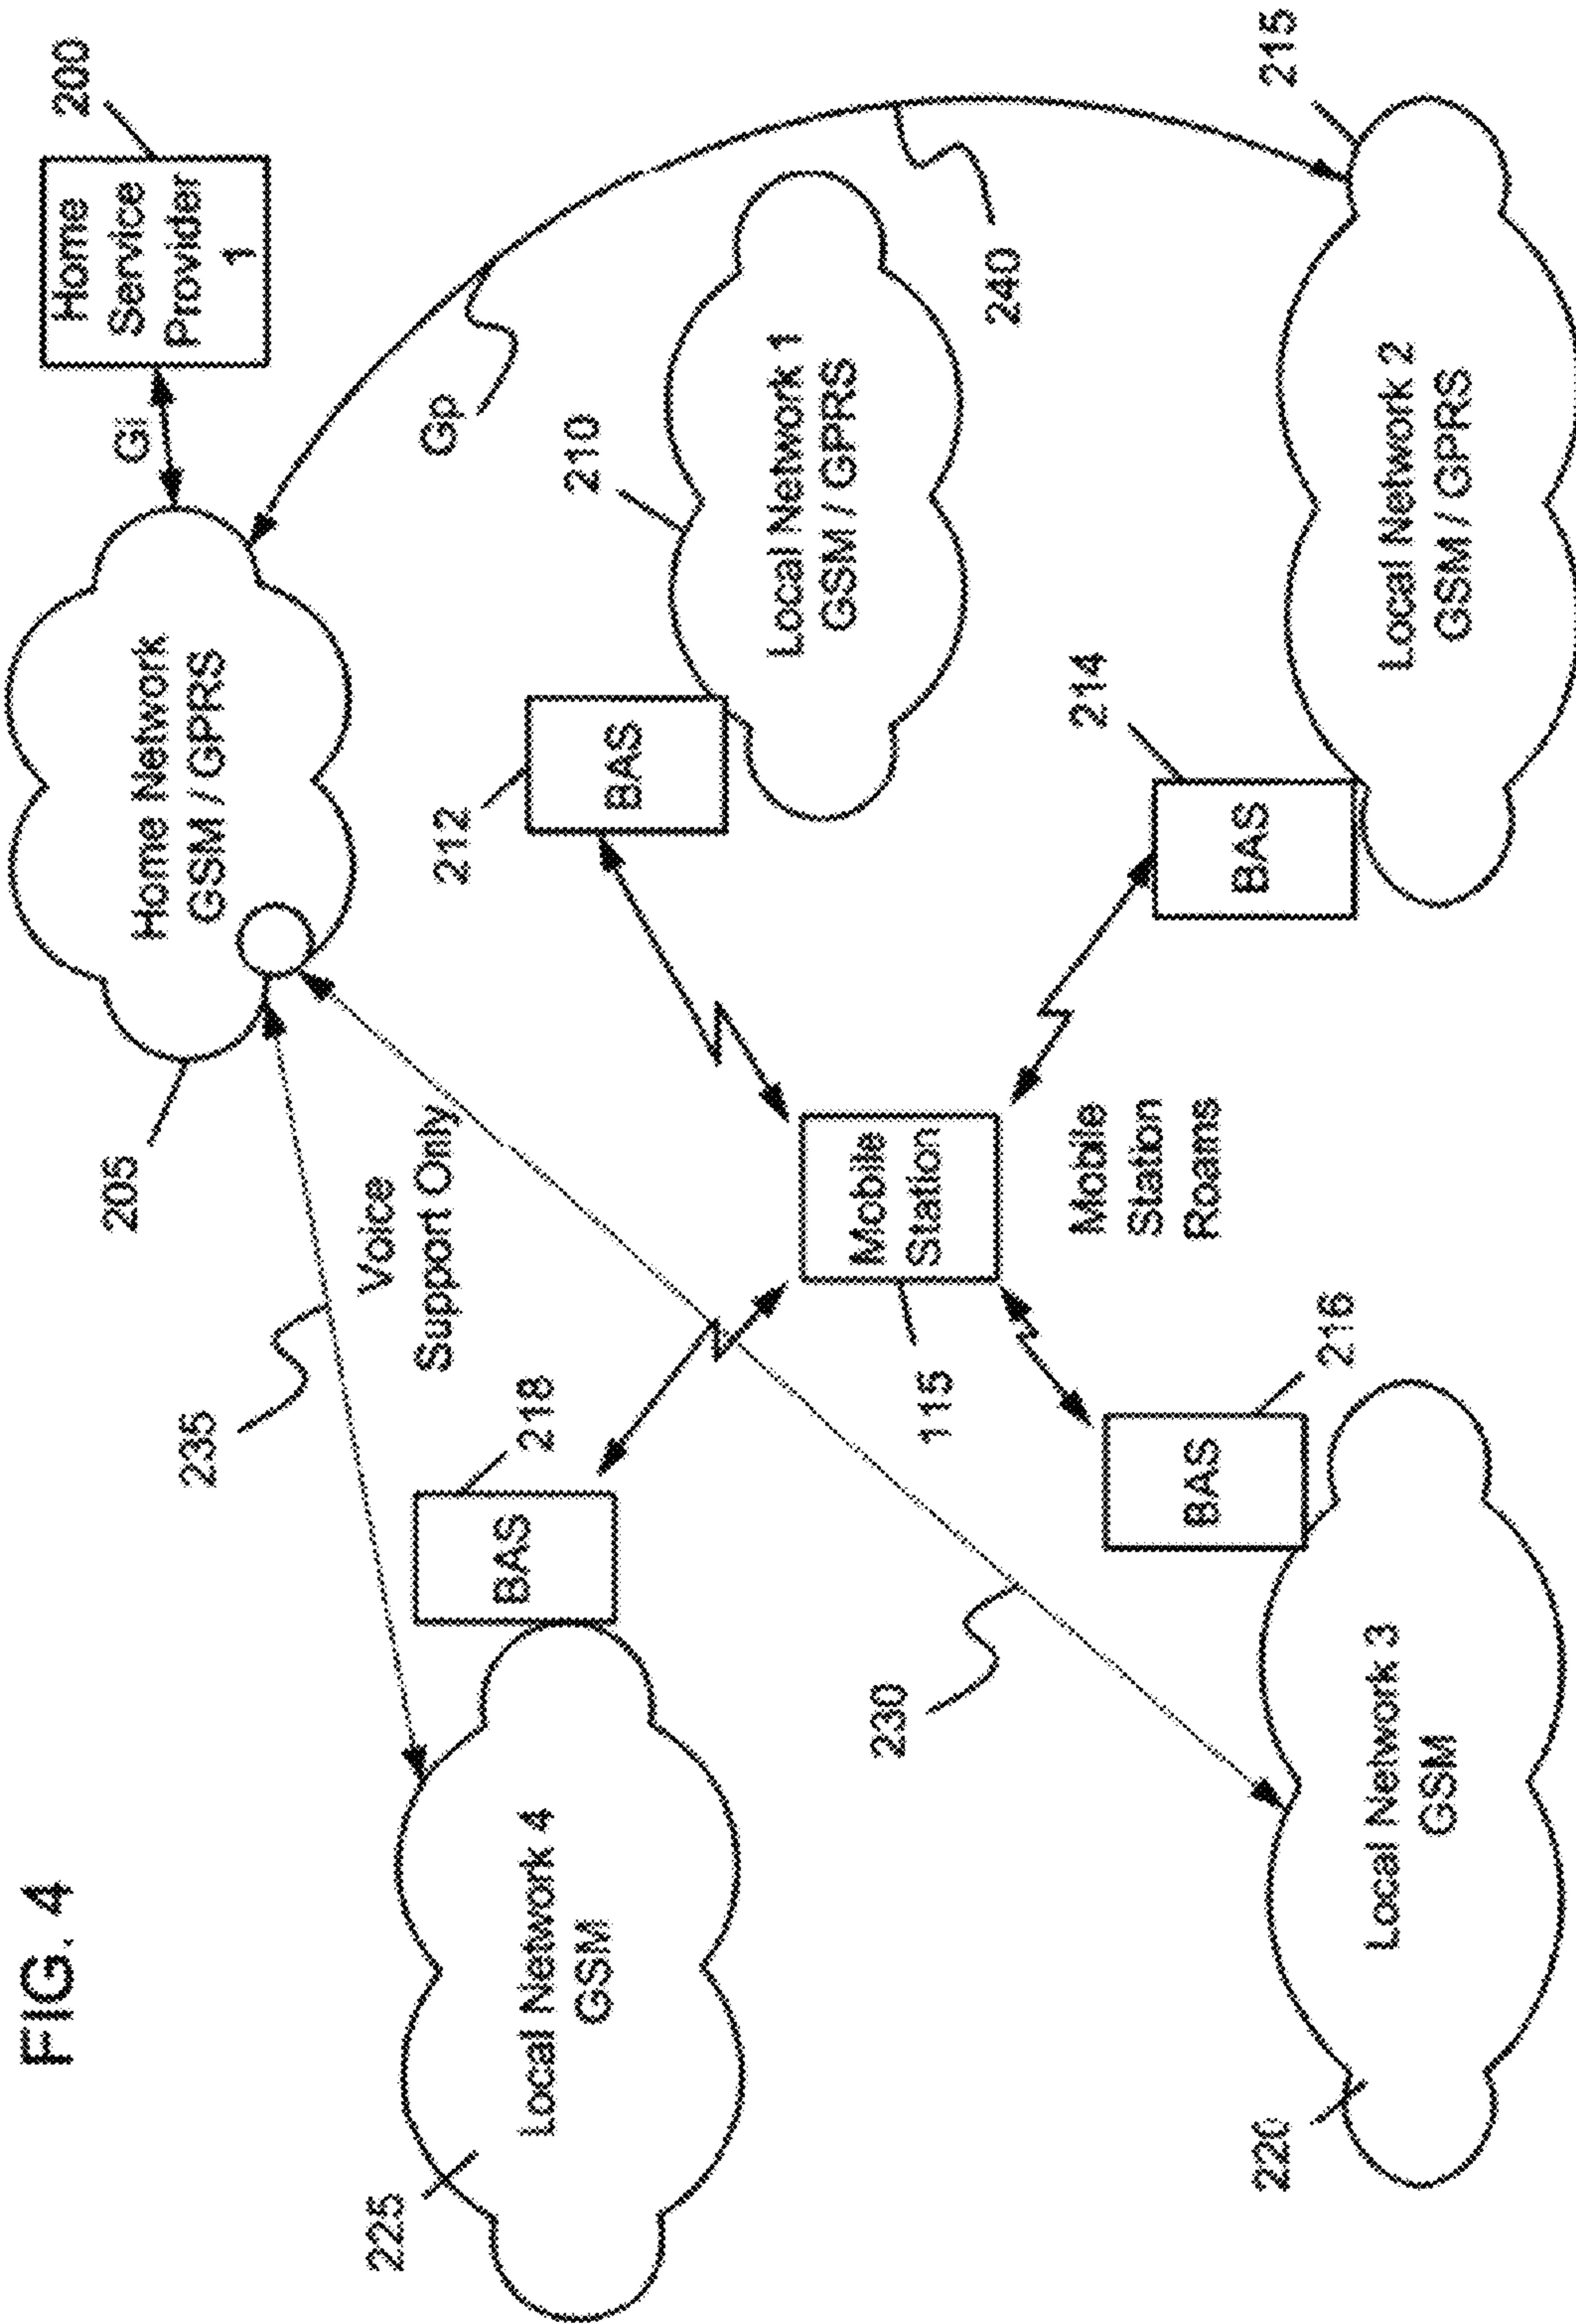 FIG. 4
200
Home
Service
Provider
1
Gi
Home Network
GSM / GPRS
205
235
Voice
Support Only
Gp
240
225
Local Network 4
GSM
218
BAS
212
BAS
210
Local Network 1
GSM / GPRS
Mobile
Station
115
Mobile
Station
Roams
230
220
Local Network 3
GSM
216
BAS
214
BAS
215
Local Network 2
GSM / GPRS